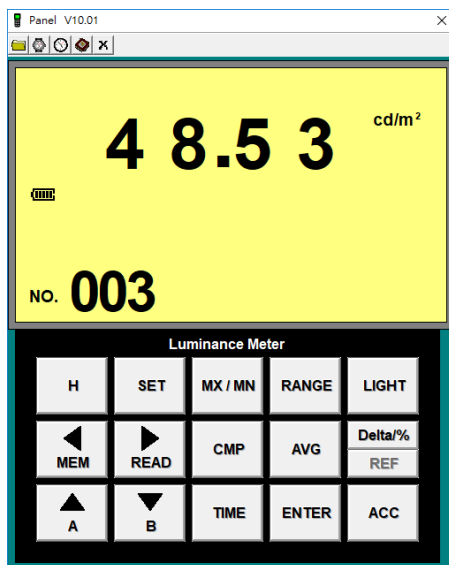 Panel V10.01
48.53 cd/m²
NO. 003
Luminance Meter
H SET MX / MN RANGE LIGHT
MEM READ CMP AVG Delta/%
REF
A B TIME ENTER ACC